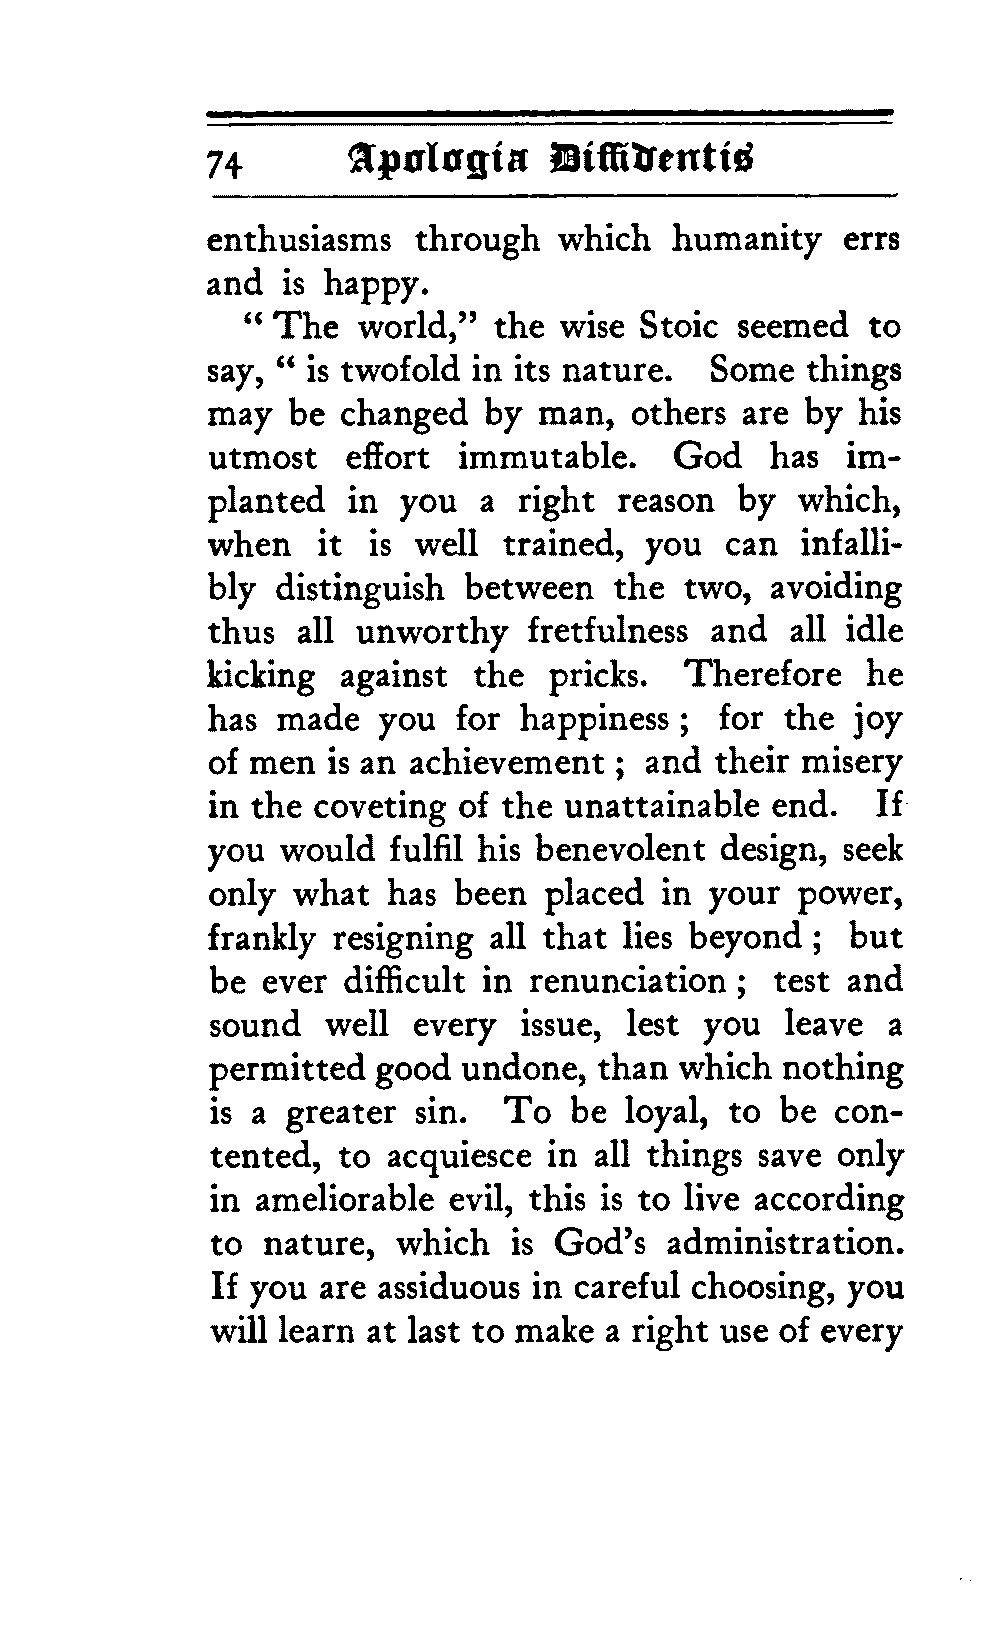 74 Apologia Diffidentis
enthusiasms through which humanity errs
and is happy.
“ The world,” the wise Stoic seemed to
say, “ is twofold in its nature. Some things
may be changed by man, others are by his
utmost effort immutable. God has im-
planted in you a right reason by which,
when it is well trained, you can infalli-
bly distinguish between the two, avoiding
thus all unworthy fretfulness and all idle
kicking against the pricks. Therefore he
has made you for happiness ; for the joy
of men is an achievement ; and their misery
in the coveting of the unattainable end. If
you would fulfil his benevolent design, seek
only what has been placed in your power,
frankly resigning all that lies beyond ; but
be ever difficult in renunciation ; test and
sound well every issue, lest you leave a
permitted good undone, than which nothing
is a greater sin. To be loyal, to be con-
tented, to acquiesce in all things save only
in ameliorable evil, this is to live according
to nature, which is God’s administration.
If you are assiduous in careful choosing, you
will learn at last to make a right use of every